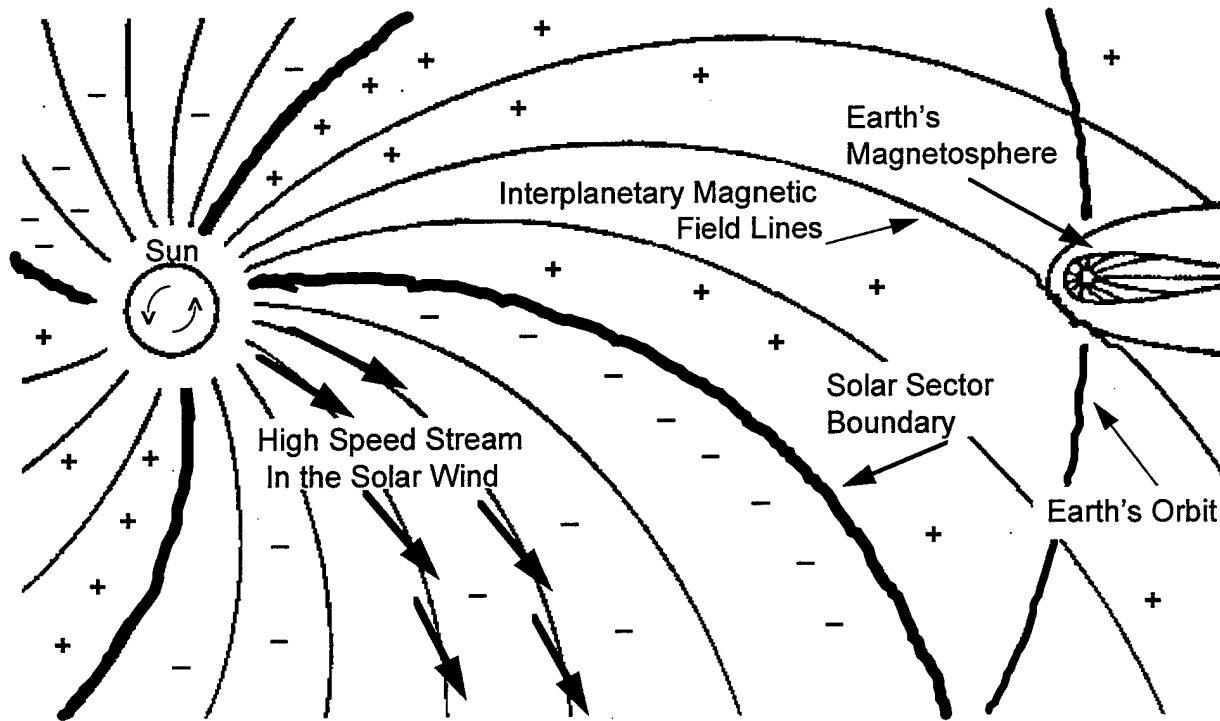 Earth's
Magnetosphere
Interplanetary Magnetic
Field Lines
Sun
Solar Sector
Boundary
High Speed Stream
In the Solar Wind
Earth's Orbit